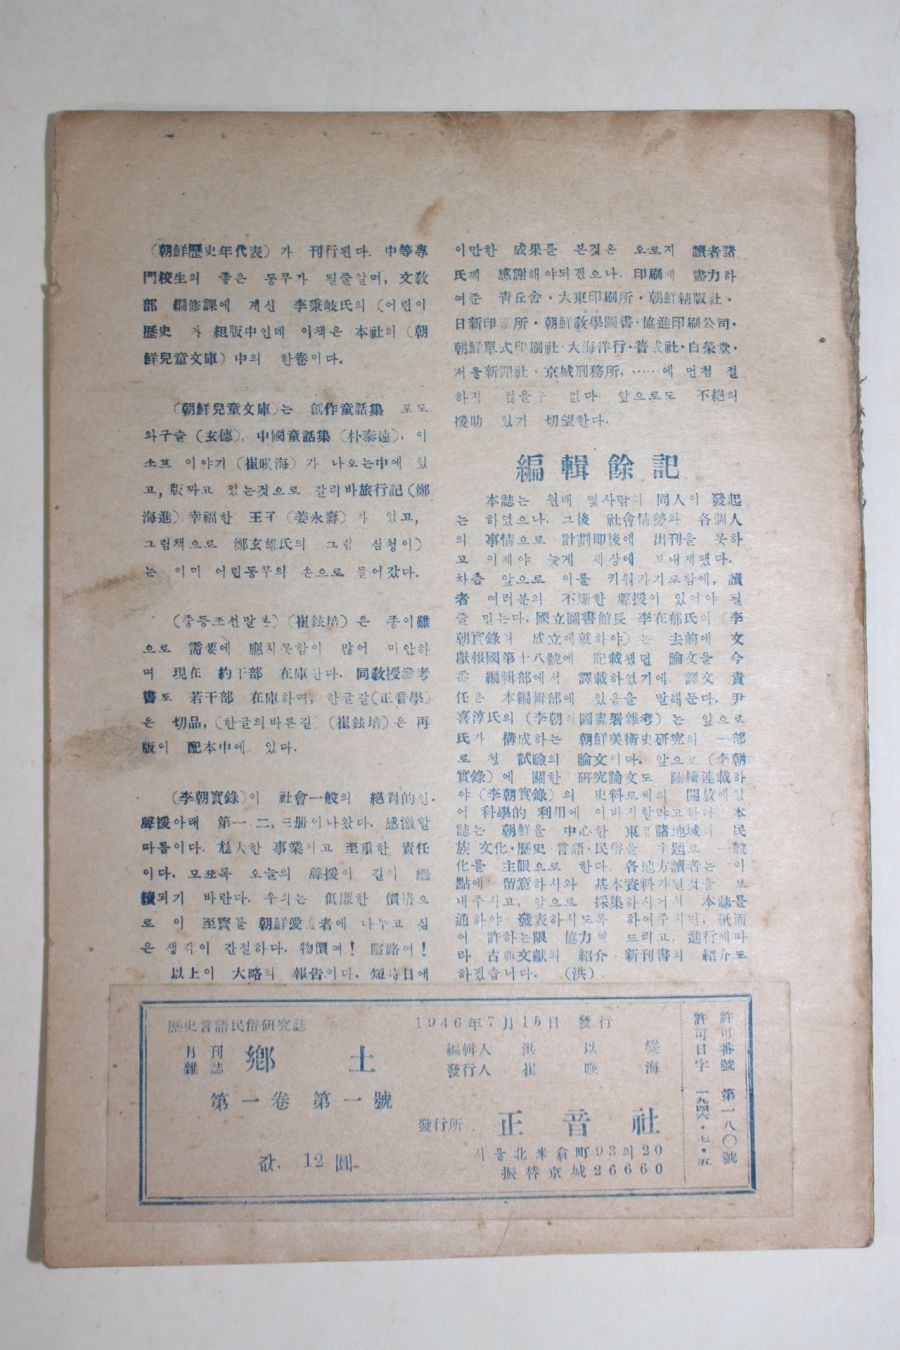 (朝鮮歷史年代表)가 刊行된다. 中等專
門校生의 좋은 동무가 될줄알며, 文敎
部 編修課에 계신 李秉岐氏의 (어린이
歷史 가 組版中인데 이책은 本社의 (朝
鮮兒童文庫) 中의 한卷이다.
(朝鮮兒童文庫)는 創作童話集 포도
와구슬 (玄德), 中國童話集 (朴泰遠), 이
소프 이야기 (崔暎海)가 나오는中에 있
고, 版짜고 있는것으로 갈리바旅行記 (鄭
海進) 幸福한 王子 (姜永壽)가 있고,
그림책으로 鄭玄雄氏의 그림 심청이)
는 이미 어린동무의 손으로 들어갔다.
(중등조선말본) (崔鉉培)은 종이難
으로 需要에 應치못함이 많어 미안하
며 現在 約干部 在庫한다. 同敎授參考
書도 若干部 在庫하며, 한글갈(正音學)
은 切品, (한글의바른길 (崔鉉培)은 再
版이 配本中에 있다.
(李朝實錄)이 社會一般의 絕對的인
聲援아래 第一, 二, 三册이나왔다. 感激할
따름이다. 尨大한 事業이고 至重한 責任
이다. 모쪼록 오늘의 聲援이 길이 繼
續되기 바란다. 우리는 低廉한 價格으
로 이 至寶를 朝鮮愛 者에 나누고 싶
은 생각이 간절하다. 物價여! 隘路여!
以上이 大略의 報告이다. 短時日에
이만한 成果를 본것은 오로지 讀者諸
氏께 感謝해야되겠으나, 印刷에 盡力하
여준 靑丘舍·大東印刷所·朝鮮精版社·
日新印刷所·朝鮮敎學圖書·協進印刷公司·
朝鮮單式印刷社·大海洋行·普成社·白榮堂·
서울新聞社·京城刑務所, ……에 먼첨 절
하지 않을수 없다 앞으로도 不絕의
援助 있기 切望한다.
編輯餘記
本誌는 원래 몇사람의 同人이 發起
는 하였으나, 그後 社會情勢와 各個人
의 事情으로 計劃即後에 出刊을 못하
고 이제야 늦게 세상에 보내게됐다.
차츰 앞으로 이를 키워가기로함에, 讀
者 여러분의 不斷한 聲援이 있어야 될
줄 믿는다. 國立圖書館長 李在郁氏의 (李
朝實錄의 成立에就하야)는 去前에 文
獻報國第十八號에 記載됐던 論文을 今
番 編輯部에서 譯載하였기에 譯文 責
任은 本編輯部에 있음을 말해둔다. 尹
喜淳氏의 (李朝의圖畫署雜考)는 앞으로
氏가 構成하는 朝鮮美術史研究의 一部
로 첫 試驗의 論文이다. 앞으로 (李朝
實錄)에 關한 研究論文도 陸續連載하
야 (李朝實錄)의 史料로써의 開放에있
어 科學的 利用에 이바지할라고한다 本
誌는 朝鮮을 中心한 東亞諸地域의 民
族 文化·歷史 言語·民俗을 主題로 一般
化를 主眼으로 한다. 各地方讀者는 이
點에 留意하시와 基本資料가될것을 보
내주시고, 앞으로 採集하시어서 本誌를
通하야 發表하시도록 하여주시면, 紙面
이 許하는限 協力해 드리고, 進行에따
라 古朝文獻의 紹介·新刊書의 紹介도
하겠습니다. (洪)
歷史言語民俗研究誌
月刊雜誌 鄕土
第一卷 第一號
값. 12圓
1946年7月15日 發行
編輯人 洪以燮
發行人 崔暎海
發行所. 正音社
서울北米倉町93의20
振替京城26660
許可番號 第一八〇號
許可日字 一九四六·七·五